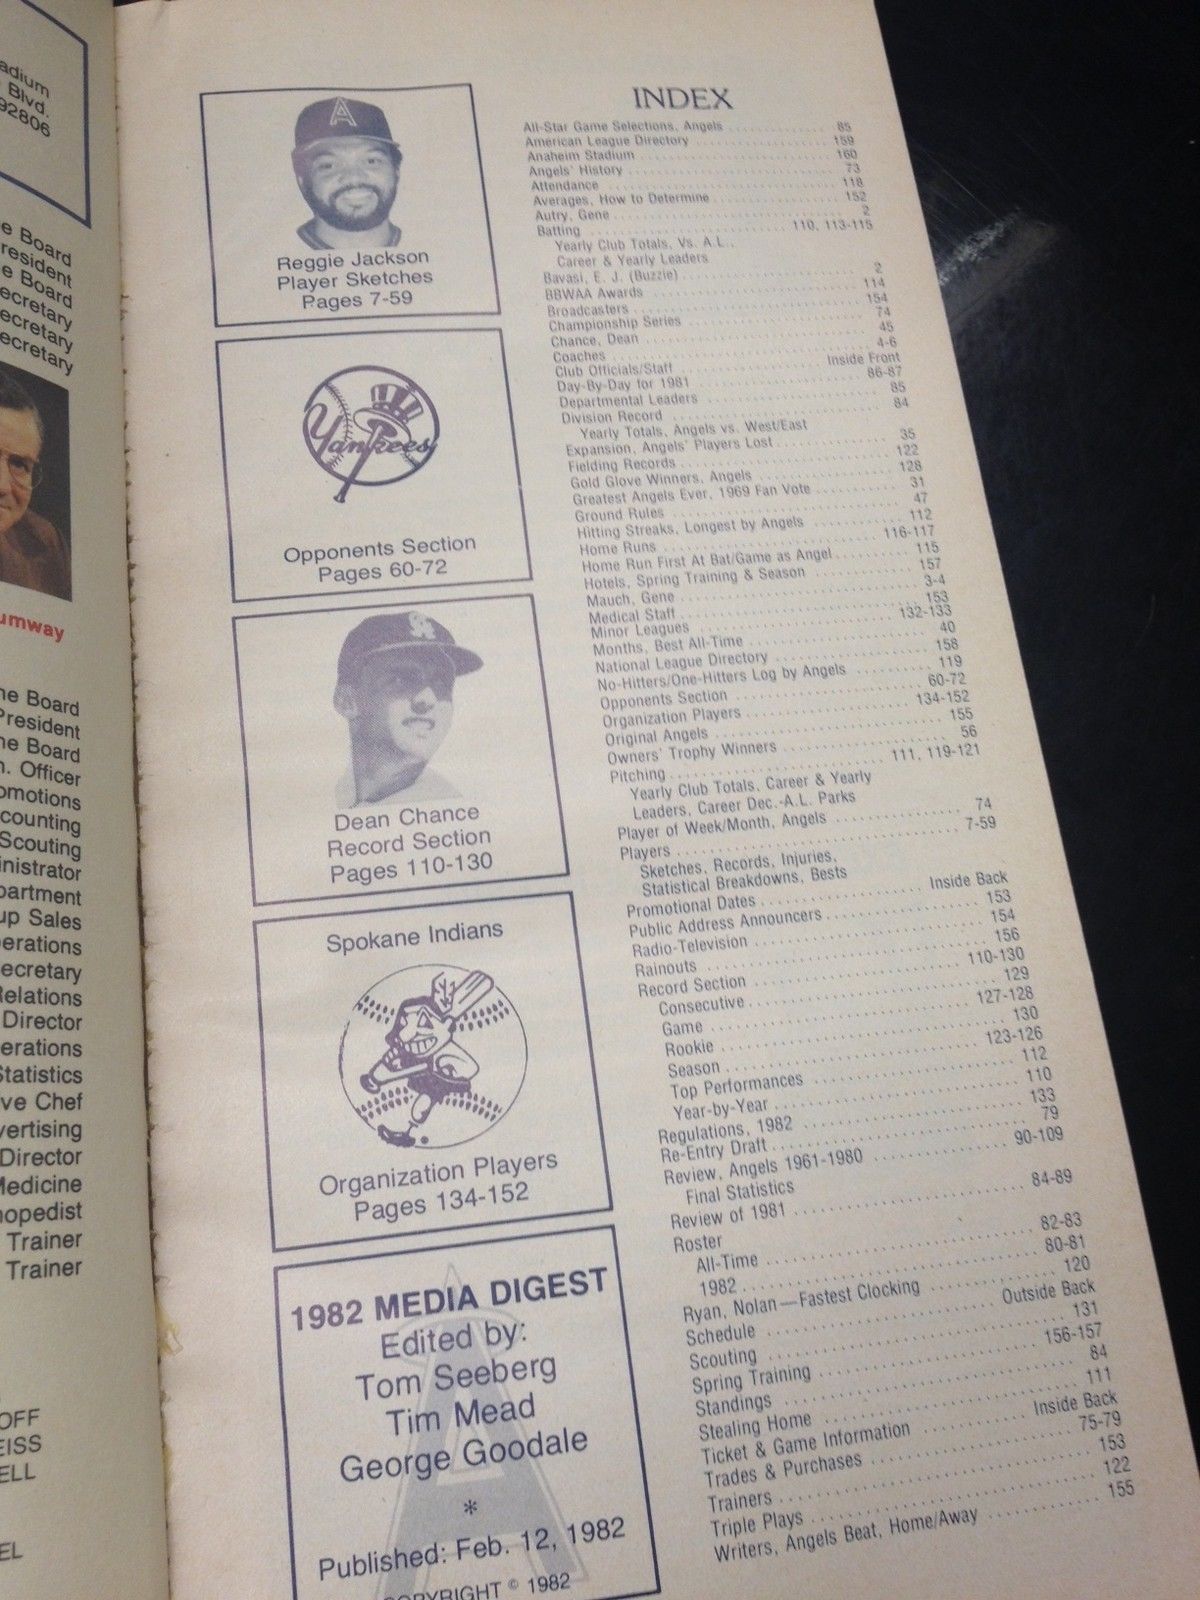 adium
Blvd.
92806
e Board
resident
e Board
ecretary
ecretary
ecretary
umway
ne Board
President
ne Board
n. Officer
omotions
counting
Scouting
inistrator
partment
up Sales
perations
ecretary
Relations
Director
erations
Statistics
ve Chef
vertising
Director
Medicine
hopedist
Trainer
Trainer
OFF
EISS
ELL
EL
A
Reggie Jackson
Player Sketches
Pages 7-59
Yankees
Opponents Section
Pages 60-72
Dean Chance
Record Section
Pages 110-130
Spokane Indians
Organization Players
Pages 134-152
1982 MEDIA DIGEST
Edited by:
Tom Seeberg
Tim Mead
George Goodale
*
Published: Feb. 12, 1982
COPYRIGHT © 1982
INDEX
All-Star Game Selections, Angels 85
American League Directory 159
Anaheim Stadium 160
Angels' History 73
Attendance 118
Averages, How to Determine 152
Autry, Gene 2
Batting 110, 113-115
Yearly Club Totals, Vs. A.L.
Career & Yearly Leaders
Bavasi, E. J. (Buzzie) 2
BBWAA Awards 114
Broadcasters 154
Championship Series 74
Chance, Dean 45
Coaches 4-6
Club Officials/Staff Inside Front
Day-By-Day for 1981 86-87
Departmental Leaders 85
Division Record 84
Yearly Totals, Angels vs. West/East
Expansion, Angels' Players Lost 35
Fielding Records 122
Gold Glove Winners, Angels 128
Greatest Angels Ever, 1969 Fan Vote 31
Ground Rules 47
Hitting Streaks, Longest by Angels 112
Home Runs 116-117
Home Run First At Bat/Game as Angel 115
Hotels, Spring Training & Season 157
Mauch, Gene 3-4
Medical Staff 153
Minor Leagues 132-133
Months, Best All-Time 40
National League Directory 158
No-Hitters/One-Hitters Log by Angels 119
Opponents Section 60-72
Organization Players 134-152
Original Angels 155
Owners' Trophy Winners 56
Pitching 111, 119-121
Yearly Club Totals, Career & Yearly
Leaders, Career Dec.-A.L. Parks
Player of Week/Month, Angels 74
Players 7-59
Sketches, Records, Injuries,
Statistical Breakdowns, Bests
Promotional Dates Inside Back
Public Address Announcers 153
Radio-Television 154
Rainouts 156
Record Section 110-130
Consecutive 129
Game 127-128
Rookie 130
Season 123-126
Top Performances 112
Year-by-Year 110
Regulations, 1982 133
Re-Entry Draft 79
Review, Angels 1961-1980 90-109
Final Statistics
Review of 1981 84-89
Roster
All-Time 82-83
1982 80-81
Ryan, Nolan—Fastest Clocking 120
Schedule Outside Back
Scouting 131
Spring Training 156-157
Standings 84
Stealing Home 111
Ticket & Game Information Inside Back
Trades & Purchases 75-79
Trainers 153
Triple Plays 122
Writers, Angels Beat, Home/Away 155